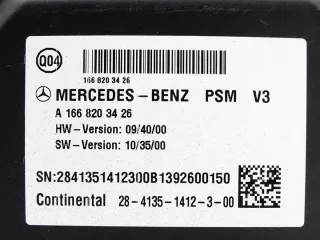 Q04
166 820 34 26
MERCEDES-BENZ PSM V3
A 166 820 34 26
HW-Version: 09/40/00
SW-Version: 10/35/00
SN:2841351412300B1392600150
Continental 28-4135-1412-3-00